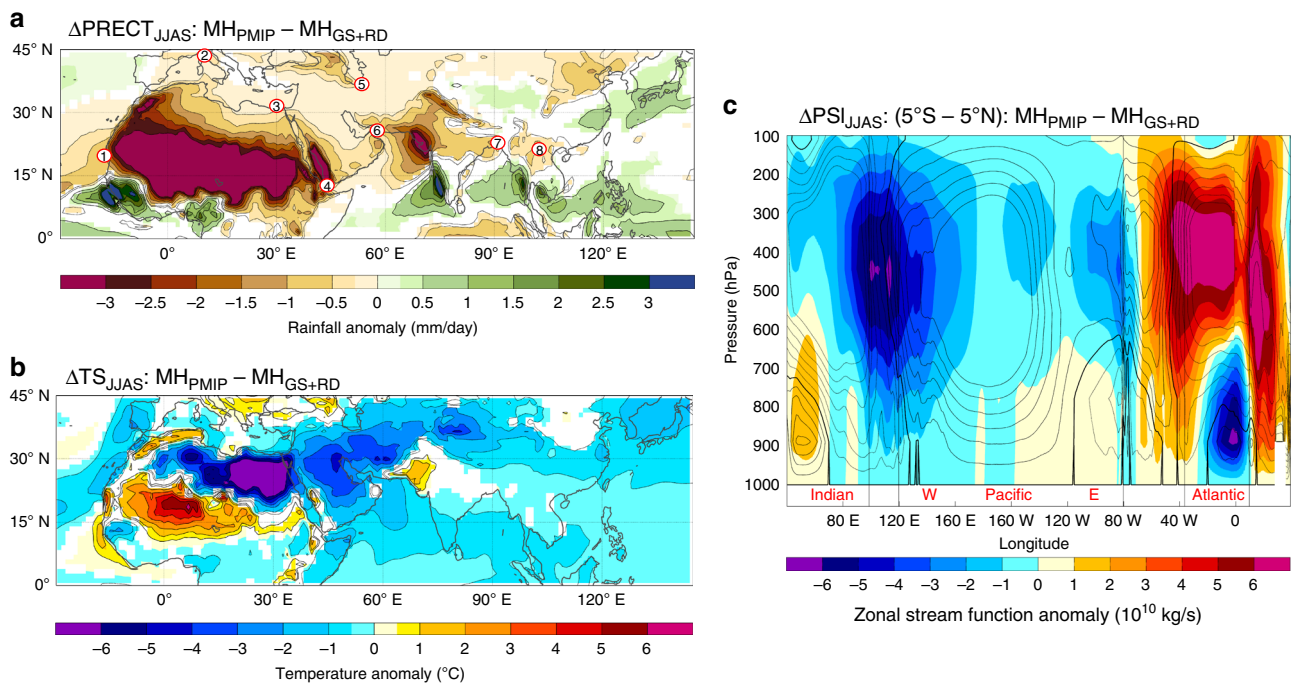 a
ΔPRECT_JJAS: MH_PMIP – MH_GS+RD
45° N
30° N
15° N
0°
0°
30° E
60° E
90° E
120° E
1
2
3
4
5
6
7
8
–3 –2.5 –2 –1.5 –1 –0.5 0 0.5 1 1.5 2 2.5 3
Rainfall anomaly (mm/day)
b
ΔTS_JJAS: MH_PMIP – MH_GS+RD
45° N
30° N
15° N
0°
0° 30° E 60° E 90° E 120° E
–6 –5 –4 –3 –2 –1 0 1 2 3 4 5 6
Temperature anomaly (°C)
c
ΔPSI_JJAS: (5°S – 5°N): MH_PMIP – MH_GS+RD
Pressure (hPa)
100
200
300
400
500
600
700
800
900
1000
Indian W Pacific E Atlantic
80 E 120 E 160 E 160 W 120 W 80 W 40 W 0
Longitude
–6 –5 –4 –3 –2 –1 0 1 2 3 4 5 6
Zonal stream function anomaly (10¹⁰ kg/s)